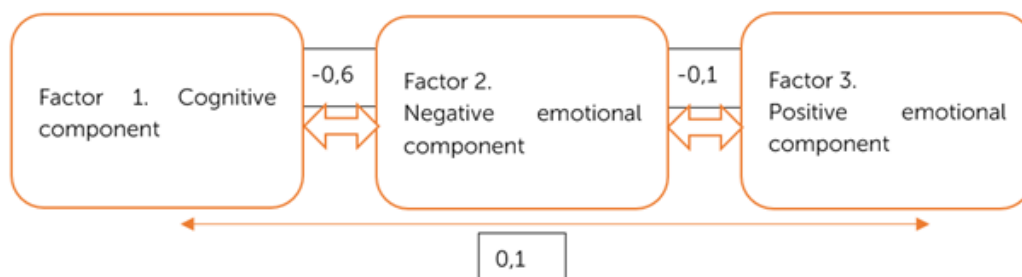 Factor 1. Cognitive
component
-0,6
Factor 2.
Negative emotional
component
-0,1
Factor 3.
Positive emotional
component
0,1